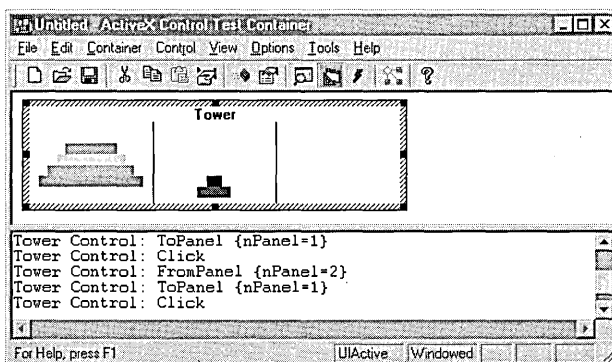 Untitled - ActiveX Control Test Container
File Edit Container Control View Options Tools Help
Tower
Tower Control: ToPanel {nPanel=1}
Tower Control: Click
Tower Control: FromPanel {nPanel=2}
Tower Control: ToPanel {nPanel=1}
Tower Control: Click
For Help, press F1
UIActive
Windowed